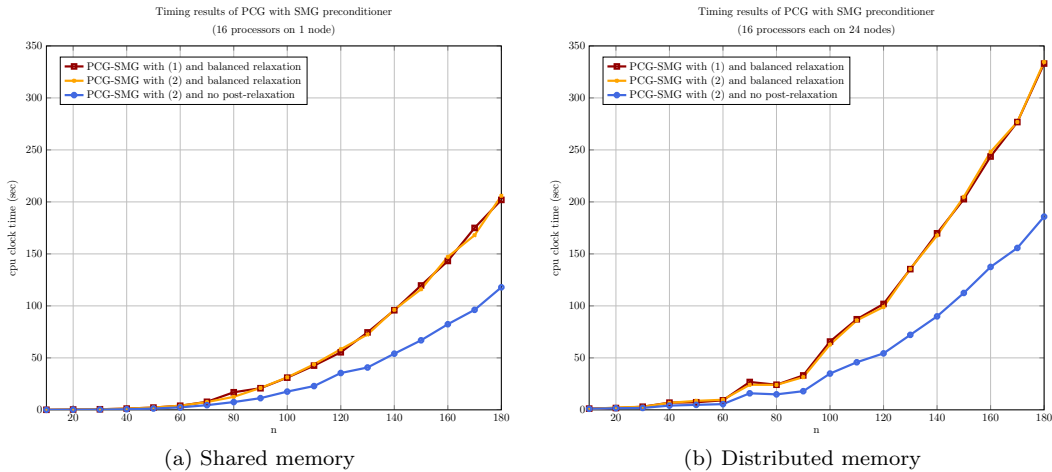 Timing results of PCG with SMG preconditioner
(16 processors on 1 node)
350
300
250
200
150
100
50
0
cpu clock time (sec)
PCG-SMG with (1) and balanced relaxation
PCG-SMG with (2) and balanced relaxation
PCG-SMG with (2) and no post-relaxation
20 40 60 80 100 120 140 160 180
n
(a) Shared memory
Timing results of PCG with SMG preconditioner
(16 processors each on 24 nodes)
350
300
250
200
150
100
50
0
cpu clock time (sec)
PCG-SMG with (1) and balanced relaxation
PCG-SMG with (2) and balanced relaxation
PCG-SMG with (2) and no post-relaxation
20 40 60 80 100 120 140 160 180
n
(b) Distributed memory